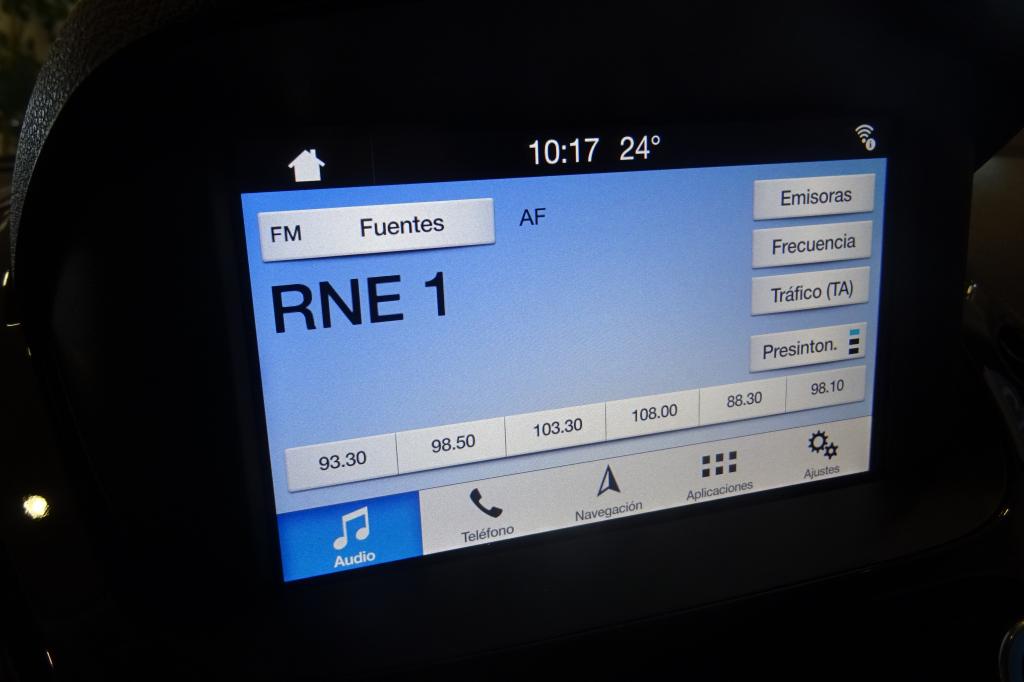 10:17 24°
FM Fuentes
AF
Emisoras
RNE 1
Frecuencia
Tráfico (TA)
Presinton.
93.30 98.50 103.30 108.00 88.30 98.10
Audio Teléfono Navegación Aplicaciones Ajustes